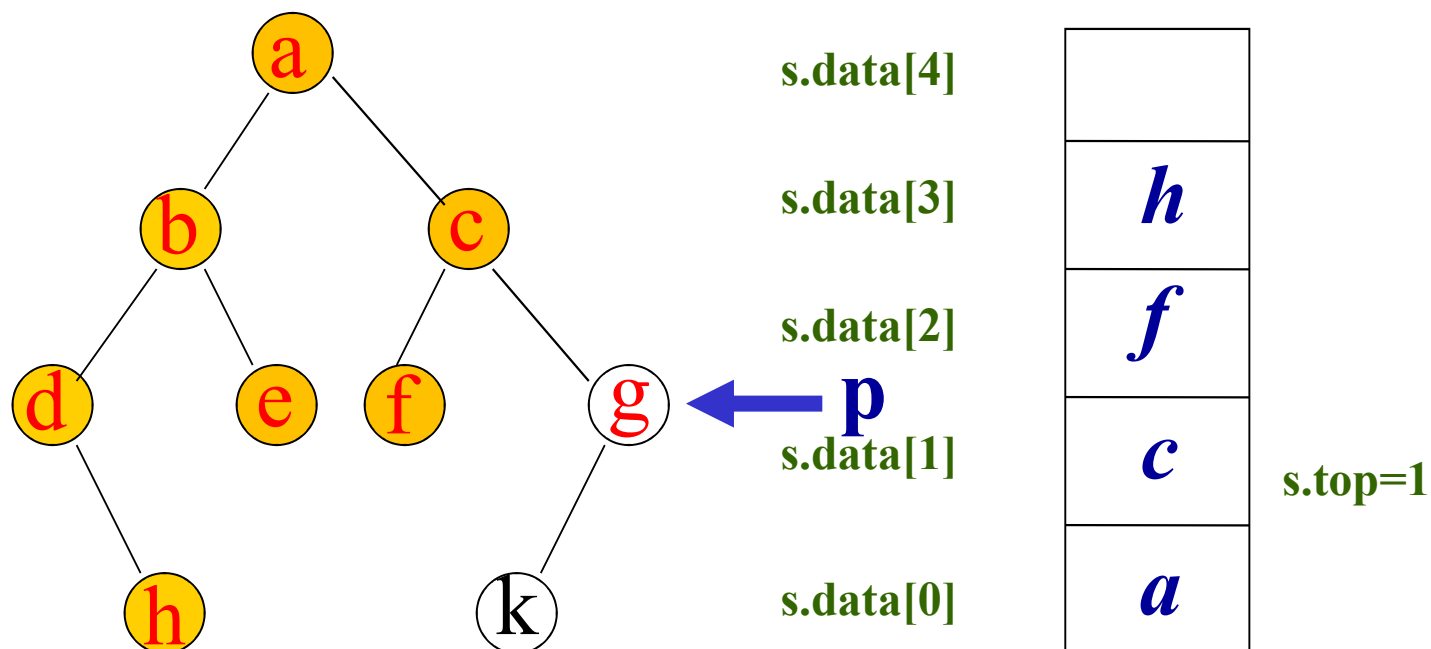 a
b
c
d
e
f
g
h
k
p
s.data[4]
s.data[3]
h
s.data[2]
f
s.data[1]
c
s.top=1
s.data[0]
a